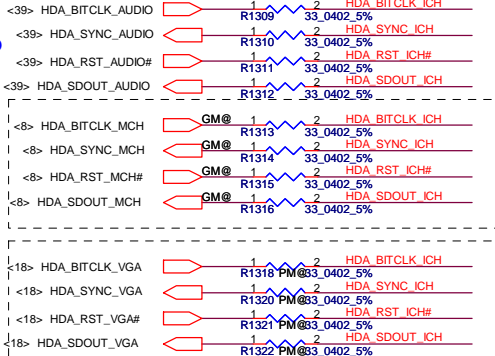 <39> HDA_BITCLK_AUDIO 1 2 HDA_BITCLK_ICH
R1309 33_0402_5%
<39> HDA_SYNC_AUDIO 1 2 HDA_SYNC_ICH
R1310 33_0402_5%
<39> HDA_RST_AUDIO# 1 2 HDA_RST_ICH#
R1311 33_0402_5%
<39> HDA_SDOUT_AUDIO 1 2 HDA_SDOUT_ICH
R1312 33_0402_5%
<8> HDA_BITCLK_MCH GM@ 1 2 HDA_BITCLK_ICH
R1313 33_0402_5%
<8> HDA_SYNC_MCH GM@ 1 2 HDA_SYNC_ICH
R1314 33_0402_5%
<8> HDA_RST_MCH# GM@ 1 2 HDA_RST_ICH#
R1315 33_0402_5%
<8> HDA_SDOUT_MCH GM@ 1 2 HDA_SDOUT_ICH
R1316 33_0402_5%
<18> HDA_BITCLK_VGA 1 2 HDA_BITCLK_ICH
R1318 PM@33_0402_5%
<18> HDA_SYNC_VGA 1 2 HDA_SYNC_ICH
R1320 PM@33_0402_5%
<18> HDA_RST_VGA# 1 2 HDA_RST_ICH#
R1321 PM@33_0402_5%
<18> HDA_SDOUT_VGA 1 2 HDA_SDOUT_ICH
R1322 PM@33_0402_5%